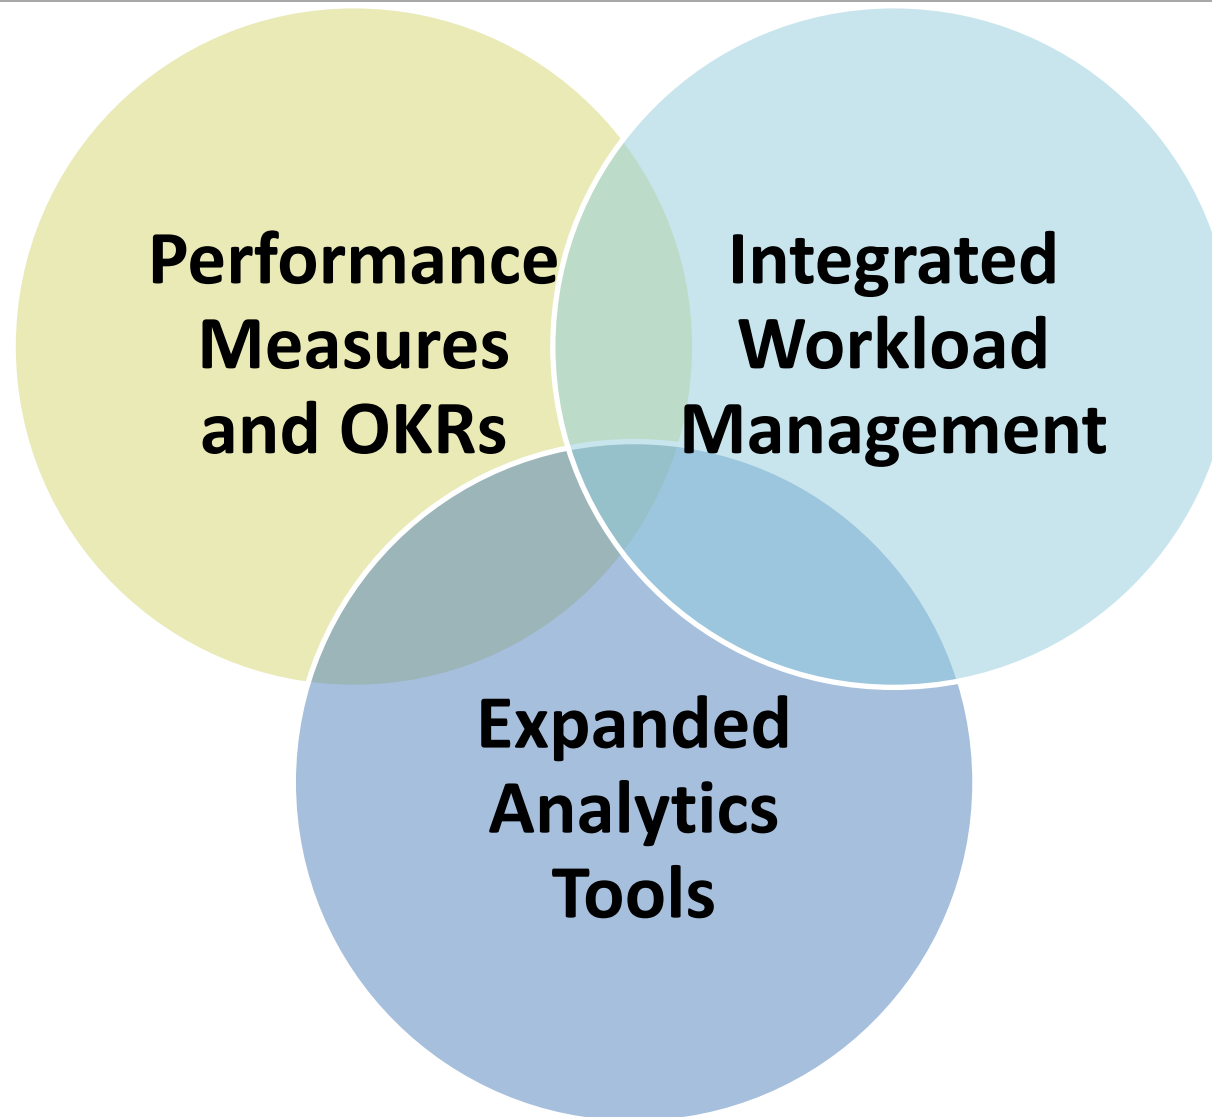 Performance
Measures
and OKRs
Integrated
Workload
Management
Expanded
Analytics
Tools